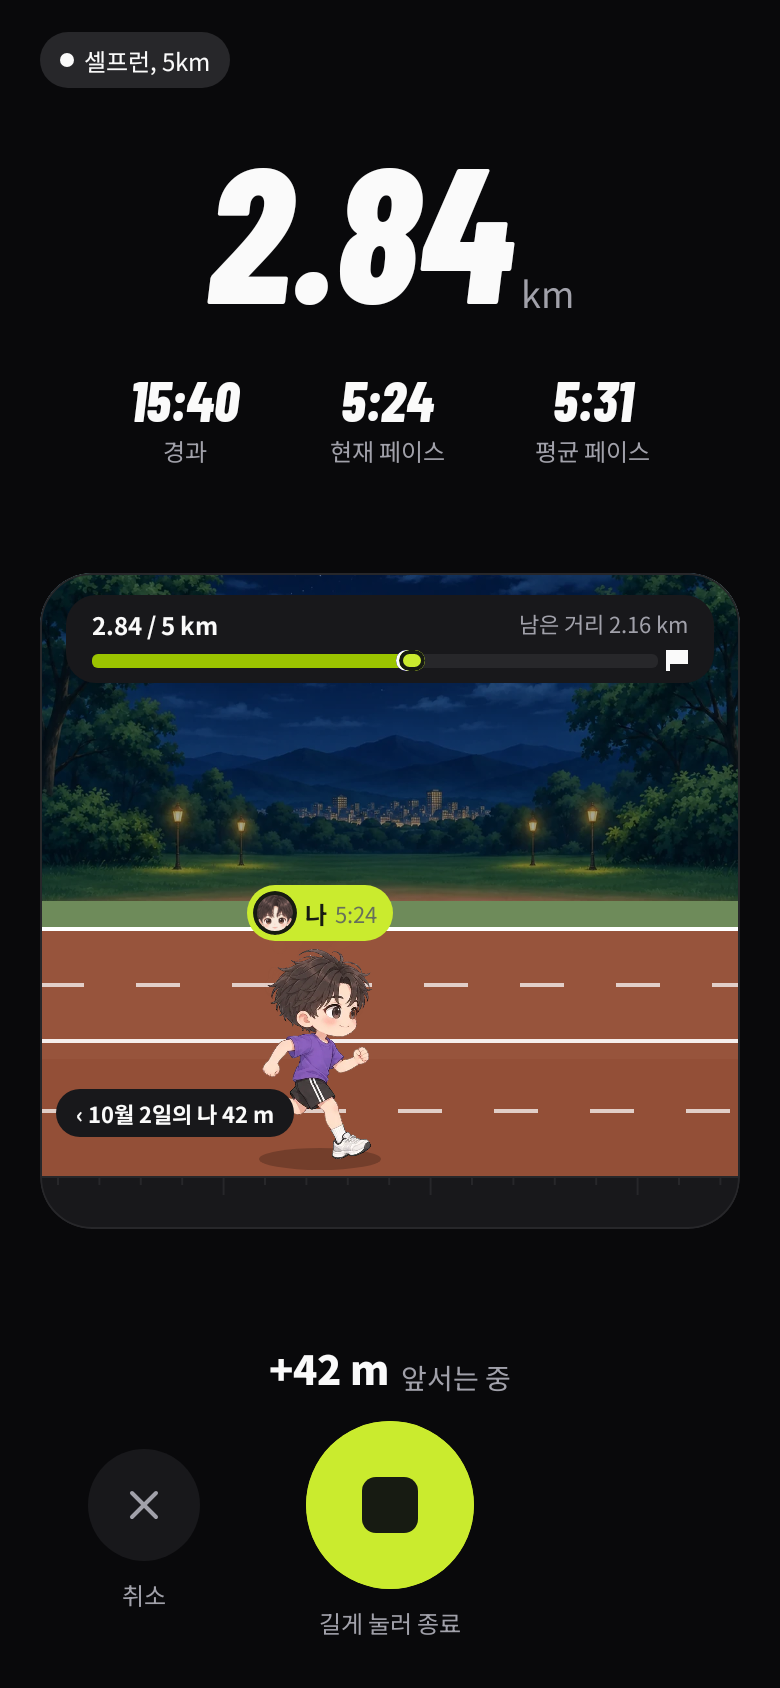 셀프런, 5km
2.84 km
15:40 5:24 5:31
경과 현재 페이스 평균 페이스
2.84 / 5 km 남은 거리 2.16 km
나 5:24
‹ 10월 2일의 나 42 m
+42 m 앞서는 중
취소
길게 눌러 종료